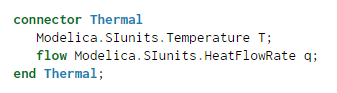 connector Thermal
   Modelica.SIunits.Temperature T;
   flow Modelica.SIunits.HeatFlowRate q;
end Thermal;